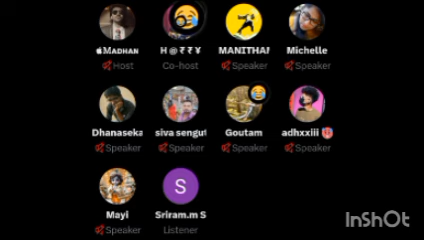 MADHAN
H @ ₹ ₹ ¥
MANITHAN
Michelle
Host
Co-host
Speaker
Speaker
Dhanaseka
siva sengut
Goutam
adhxxiii
Speaker
Speaker
Speaker
Speaker
Mayi
Sriram.m S
Speaker
Listener
S
InShOt